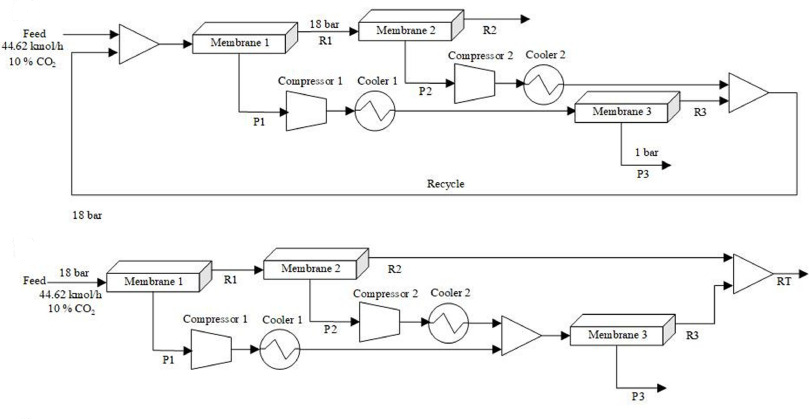 Feed
44.62 kmol/h
10 % CO2
Membrane 1
18 bar
R1
Membrane 2
R2
Compressor 1
Cooler 1
Compressor 2
Cooler 2
P1
P2
Membrane 3
R3
1 bar
P3
Recycle
18 bar
Feed
18 bar
44.62 kmol/h
10 % CO2
Membrane 1
R1
Membrane 2
R2
RT
Compressor 1
Cooler 1
Compressor 2
Cooler 2
P1
P2
Membrane 3
R3
P3